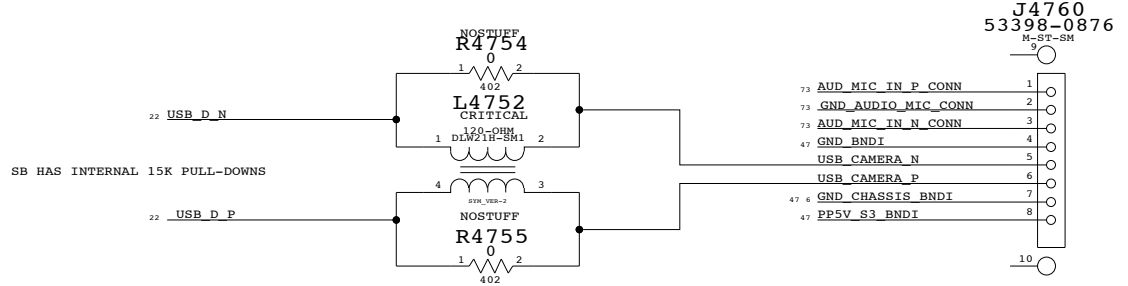 J4760
53398-0876
M-ST-SM
9
NOSTUFF
R4754
0
1 2
402
L4752
CRITICAL
120-OHM
DLW21H-SM1
1 2
22 USB_D_N
SB HAS INTERNAL 15K PULL-DOWNS
4 3
SYM_VER-2
22 USB_D_P
NOSTUFF
R4755
0
1 2
402
73 AUD_MIC_IN_P_CONN 1
73 GND_AUDIO_MIC_CONN 2
73 AUD_MIC_IN_N_CONN 3
47 GND_BNDI 4
USB_CAMERA_N 5
USB_CAMERA_P 6
47 6 GND_CHASSIS_BNDI 7
47 PP5V_S3_BNDI 8
10